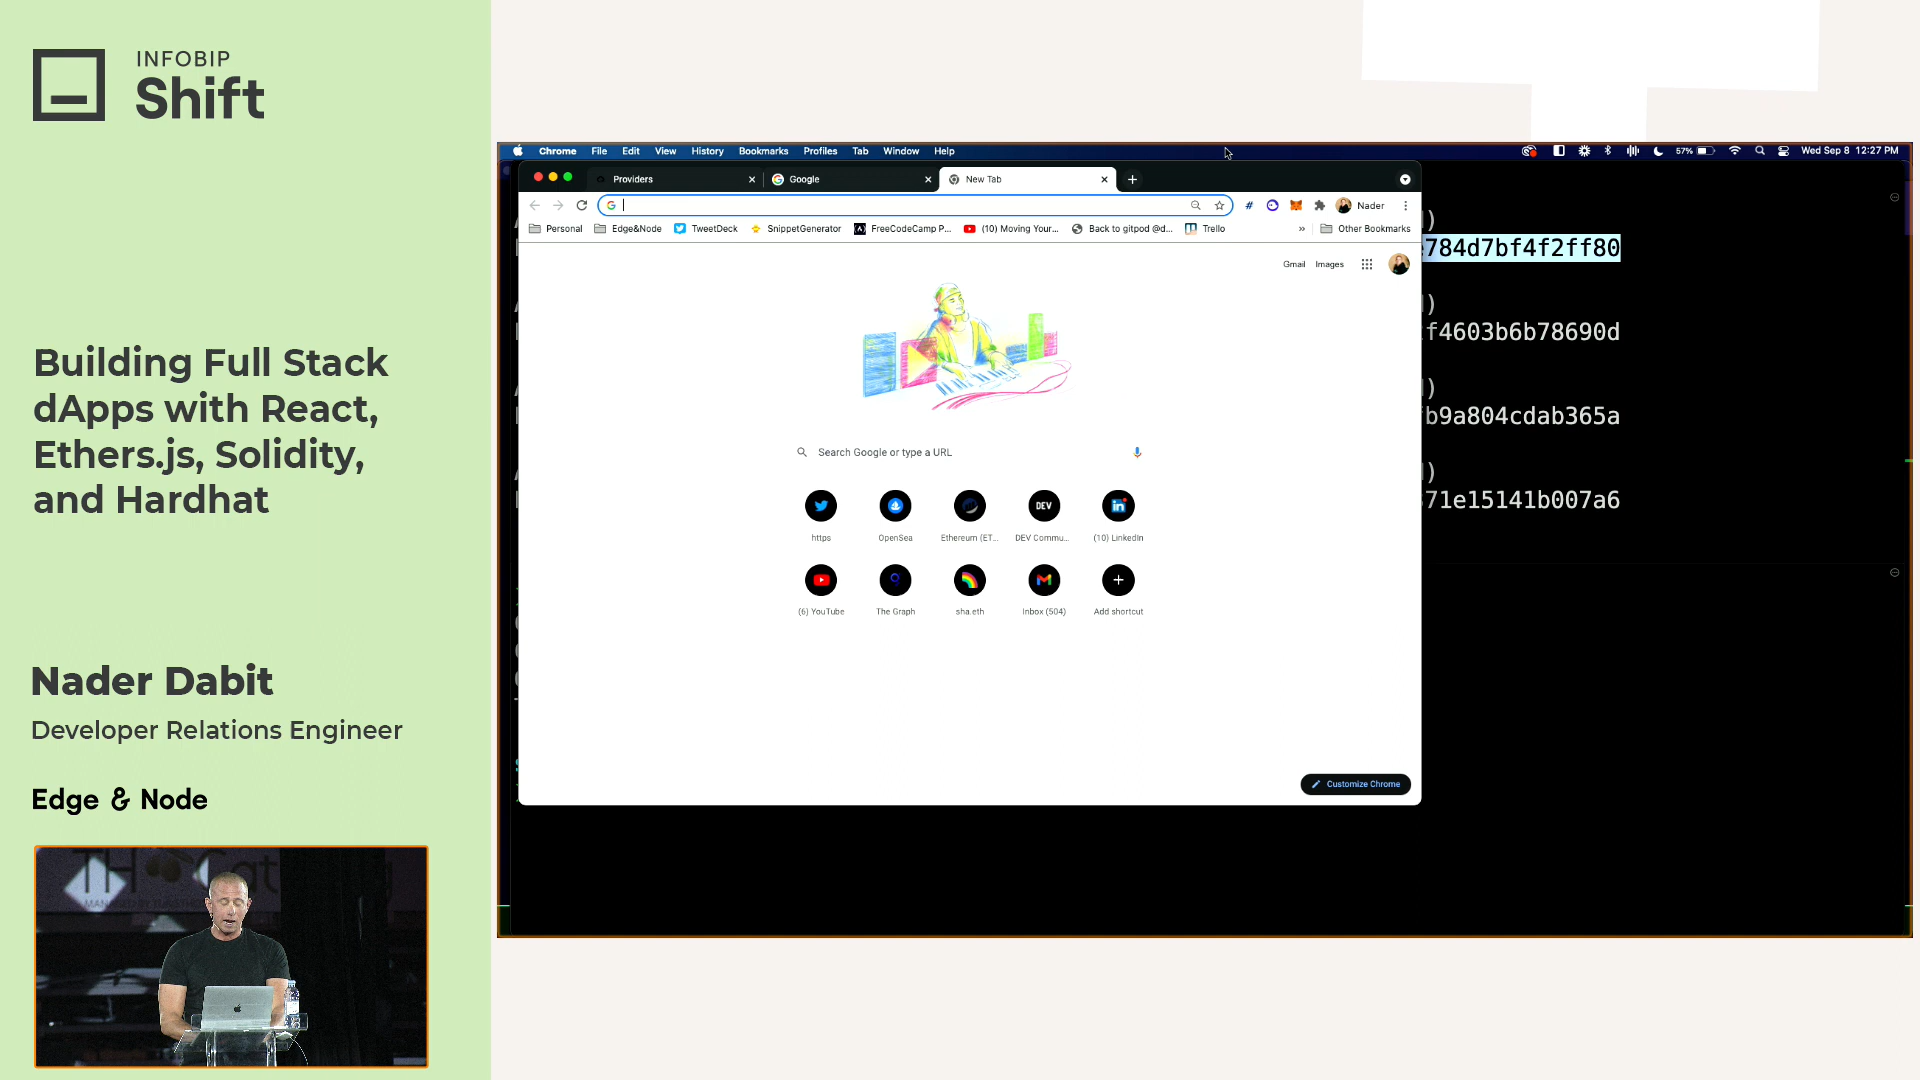 INFOBIP
Shift
Building Full Stack
dApps with React,
Ethers.js, Solidity,
and Hardhat
Nader Dabit
Developer Relations Engineer
Edge & Node
Chrome File Edit View History Bookmarks Profiles Tab Window Help
57% Wed Sep 8 12:27 PM
Providers Google New Tab
Nader
Personal Edge&Node TweetDeck SnippetGenerator FreeCodeCamp P... (10) Moving Your... Back to gitpod @d... Trello » Other Bookmarks
Gmail Images
Search Google or type a URL
DEV
https OpenSea Ethereum (ET... DEV Commu... (10) LinkedIn
(6) YouTube The Graph sha.eth Inbox (504) Add shortcut
Customize Chrome
784d7bf4f2ff80
f4603b6b78690d
b9a804cdab365a
71e15141b007a6